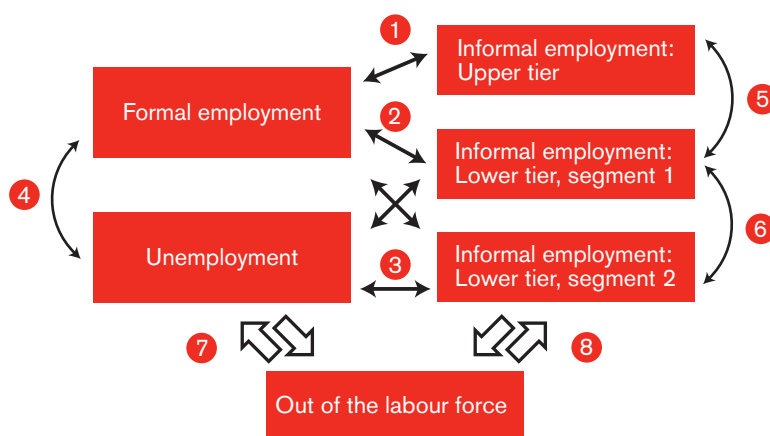 1
Informal employment:
Upper tier
Formal employment
2
5
Informal employment:
Lower tier, segment 1
4
6
Unemployment
3
Informal employment:
Lower tier, segment 2
7
8
Out of the labour force